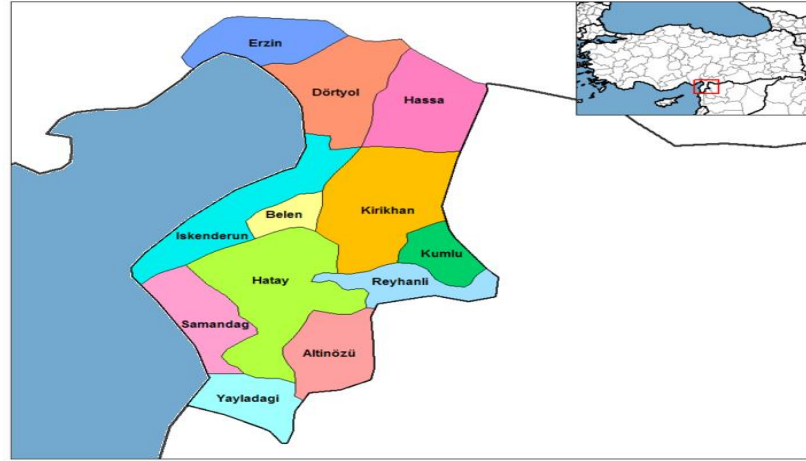 Erzin
Dörtyol
Hassa
Kirikhan
Belen
Iskenderun
Kumlu
Hatay
Reyhanli
Samandag
Altinözü
Yayladagi